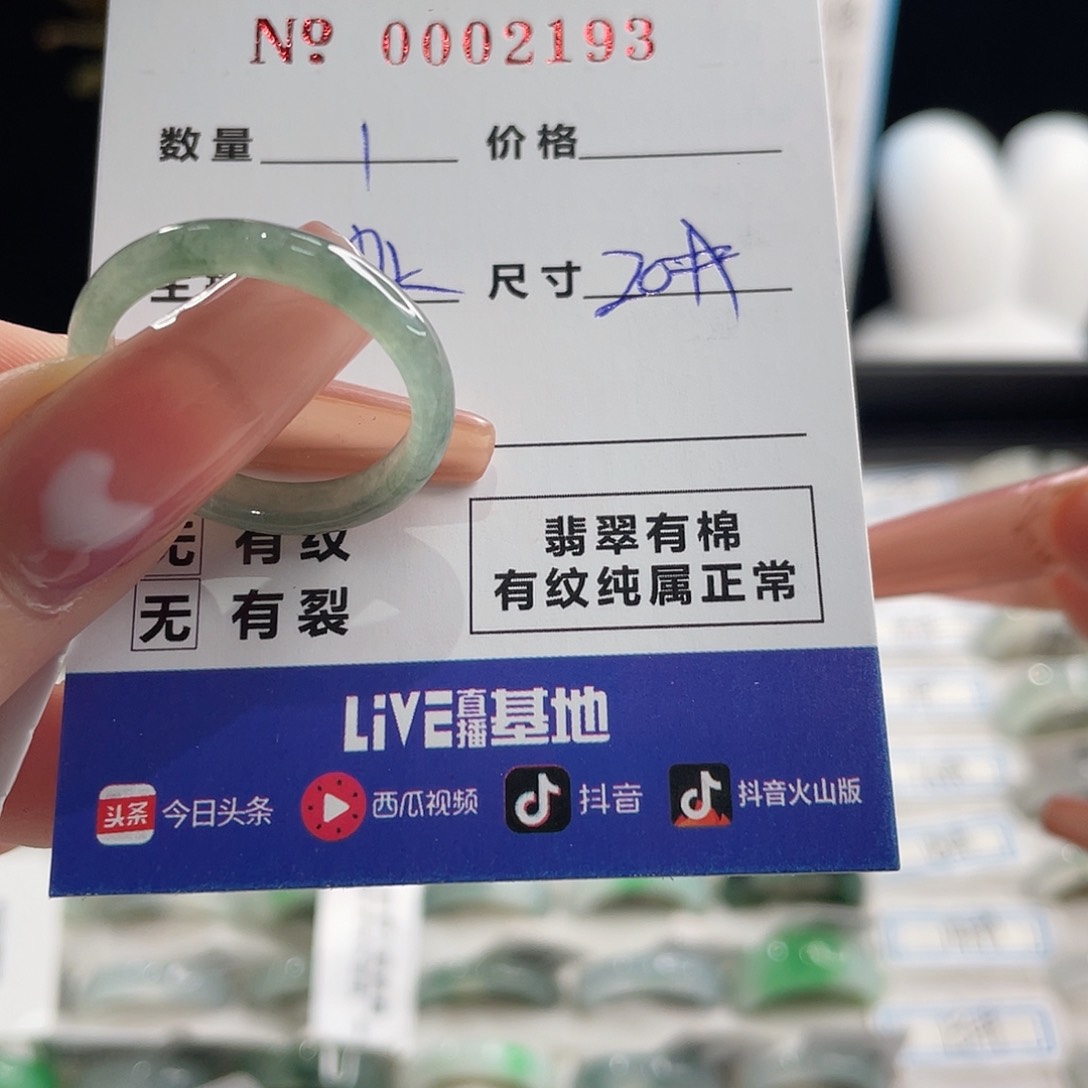 № 0002193
数量 1 价格
尺寸 20#
无 有纹
无 有裂
翡翠有棉
有纹纯属正常
LiVE直播基地
头条 今日头条 西瓜视频 抖音 抖音火山版